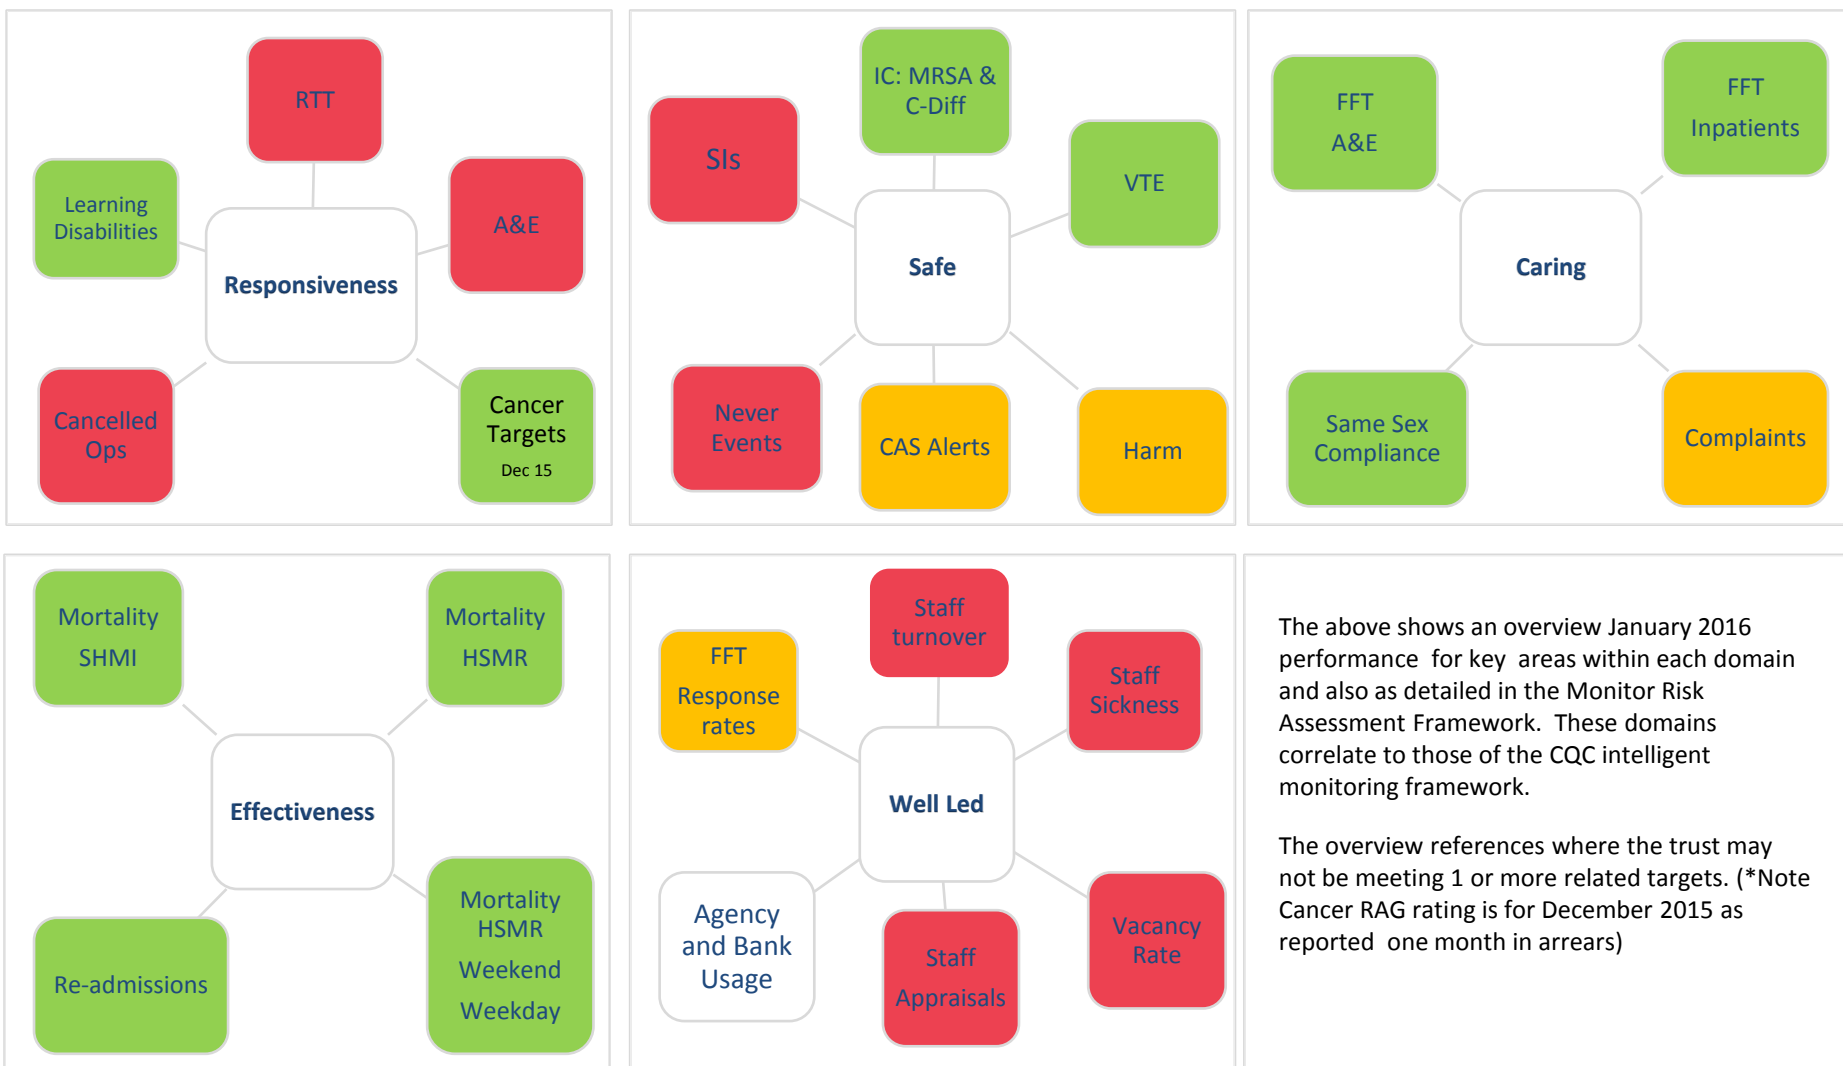 RTT
Learning
Disabilities
A&E
Responsiveness
Cancelled
Ops
Cancer
Targets
Dec 15
IC: MRSA &
C-Diff
SIs
VTE
Safe
Never
Events
CAS Alerts
Harm
FFT
A&E
FFT
Inpatients
Caring
Same Sex
Compliance
Complaints
Mortality
SHMI
Mortality
HSMR
Effectiveness
Re-admissions
Mortality
HSMR
Weekend
Weekday
Staff
turnover
FFT
Response
rates
Staff
Sickness
Well Led
Agency
and Bank
Usage
Staff
Appraisals
Vacancy
Rate
The above shows an overview January 2016
performance for key areas within each domain
and also as detailed in the Monitor Risk
Assessment Framework. These domains
correlate to those of the CQC intelligent
monitoring framework.
The overview references where the trust may
not be meeting 1 or more related targets. (*Note
Cancer RAG rating is for December 2015 as
reported one month in arrears)